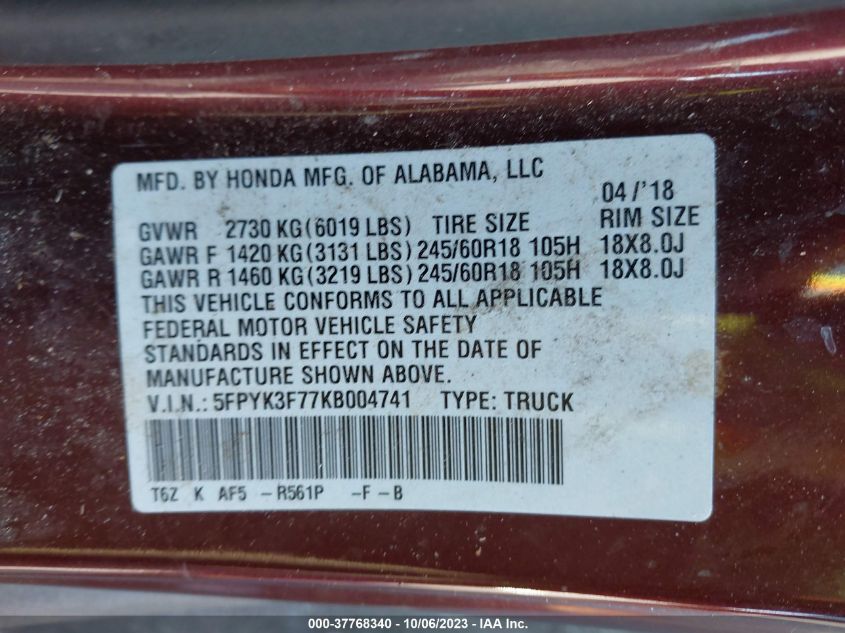 MFD. BY HONDA MFG. OF ALABAMA, LLC
04/'18
GVWR 2730 KG(6019 LBS) TIRE SIZE RIM SIZE
GAWR F 1420 KG(3131 LBS) 245/60R18 105H 18X8.0J
GAWR R 1460 KG(3219 LBS) 245/60R18 105H 18X8.0J
THIS VEHICLE CONFORMS TO ALL APPLICABLE
FEDERAL MOTOR VEHICLE SAFETY
STANDARDS IN EFFECT ON THE DATE OF
MANUFACTURE SHOWN ABOVE.
V.I.N.: 5FPYK3F77KB004741 TYPE: TRUCK
T6Z K AF5 -R561P -F-B
000-37768340 - 10/06/2023 - IAA Inc.